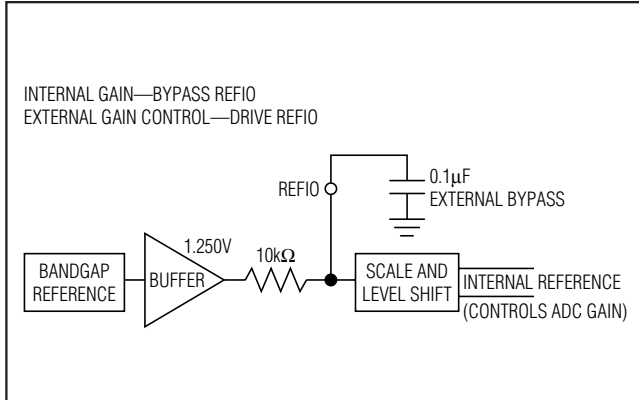 INTERNAL GAIN—BYPASS REFIO
EXTERNAL GAIN CONTROL—DRIVE REFIO
REFIO
0.1µF
EXTERNAL BYPASS
1.250V
10kΩ
BANDGAP
REFERENCE
BUFFER
SCALE AND
LEVEL SHIFT
INTERNAL REFERENCE
(CONTROLS ADC GAIN)